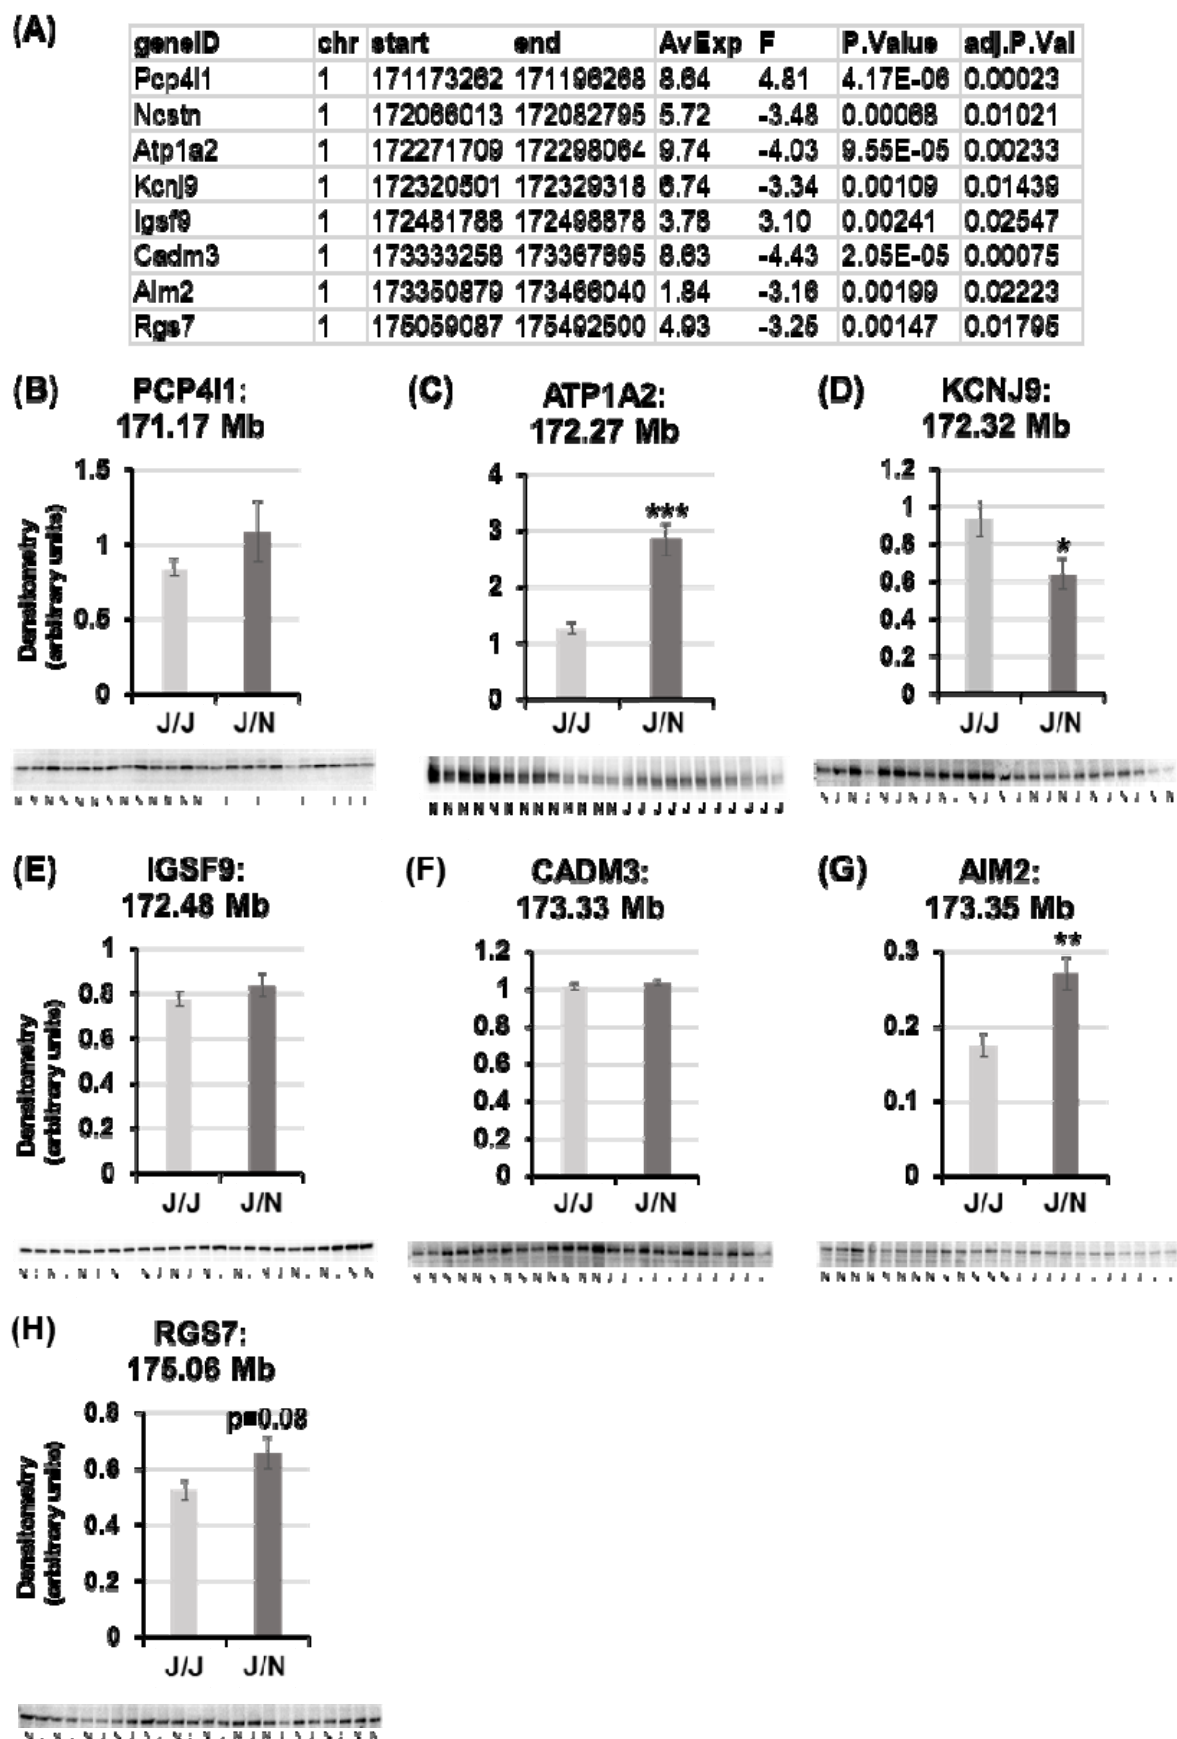 (A)
geneID chr start end AvExp F P.Value adj.P.Val
Pcp4l1 1 171173262 171196268 8.64 4.81 4.17E-06 0.00023
Ncstn 1 172066013 172082795 5.72 -3.48 0.00068 0.01021
Atp1a2 1 172271709 172298064 9.74 -4.03 9.55E-05 0.00233
Kcnj9 1 172320501 172329318 6.74 -3.34 0.00109 0.01439
Igsf9 1 172481788 172498878 3.78 3.10 0.00241 0.02547
Cadm3 1 173333258 173367895 8.63 -4.43 2.05E-05 0.00075
Aim2 1 173350879 173466040 1.84 -3.16 0.00199 0.02223
Rgs7 1 175059087 175492500 4.93 -3.25 0.00147 0.01795
(B) PCP4l1:
171.17 Mb
Densitometry
(arbitrary units)
1.5
1
0.5
0
J/J J/N
(C) ATP1A2:
172.27 Mb
4
3
2
1
0
***
J/J J/N
N N N N N N N N N N N N N J J J J J J J J J J J
(D) KCNJ9:
172.32 Mb
1.2
1
0.8
0.6
0.4
0.2
0
*
J/J J/N
(E) IGSF9:
172.48 Mb
Densitometry
(arbitrary units)
1
0.8
0.6
0.4
0.2
0
J/J J/N
(F) CADM3:
173.33 Mb
1.2
1
0.8
0.6
0.4
0.2
0
J/J J/N
(G) AIM2:
173.35 Mb
0.3
0.2
0.1
0
**
J/J J/N
(H) RGS7:
175.06 Mb
Densitometry
(arbitrary units)
0.8
0.6
0.4
0.2
0
p=0.08
J/J J/N